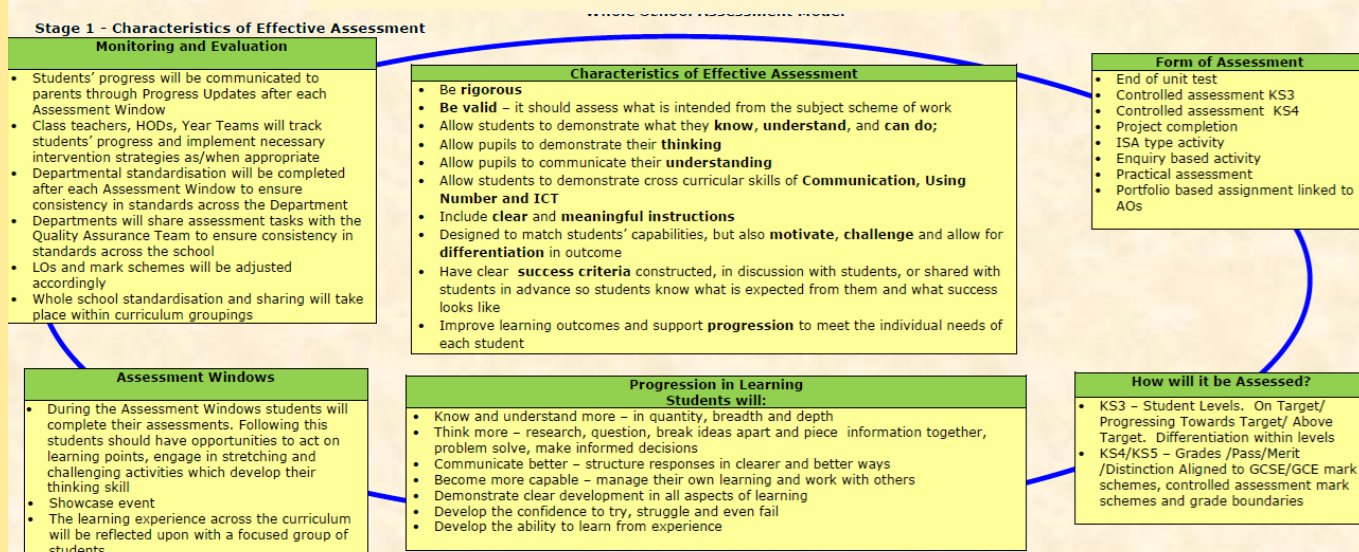 Whole School Assessment Model
Stage 1 - Characteristics of Effective Assessment
Monitoring and Evaluation
• Students’ progress will be communicated to
parents through Progress Updates after each
Assessment Window
• Class teachers, HODs, Year Teams will track
students’ progress and implement necessary
intervention strategies as/when appropriate
• Departmental standardisation will be completed
after each Assessment Window to ensure
consistency in standards across the Department
• Departments will share assessment tasks with the
Quality Assurance Team to ensure consistency in
standards across the school
• LOs and mark schemes will be adjusted
accordingly
• Whole school standardisation and sharing will take
place within curriculum groupings
Characteristics of Effective Assessment
• Be rigorous
• Be valid – it should assess what is intended from the subject scheme of work
• Allow students to demonstrate what they know, understand, and can do;
• Allow pupils to demonstrate their thinking
• Allow pupils to communicate their understanding
• Allow students to demonstrate cross curricular skills of Communication, Using
Number and ICT
• Include clear and meaningful instructions
• Designed to match students’ capabilities, but also motivate, challenge and allow for
differentiation in outcome
• Have clear success criteria constructed, in discussion with students, or shared with
students in advance so students know what is expected from them and what success
looks like
• Improve learning outcomes and support progression to meet the individual needs of
each student
Form of Assessment
• End of unit test
• Controlled assessment KS3
• Controlled assessment KS4
• Project completion
• ISA type activity
• Enquiry based activity
• Practical assessment
• Portfolio based assignment linked to
AOs
Assessment Windows
• During the Assessment Windows students will
complete their assessments. Following this
students should have opportunities to act on
learning points, engage in stretching and
challenging activities which develop their
thinking skill
• Showcase event
• The learning experience across the curriculum
will be reflected upon with a focused group of
students
Progression in Learning
Students will:
• Know and understand more – in quantity, breadth and depth
• Think more – research, question, break ideas apart and piece information together,
problem solve, make informed decisions
• Communicate better – structure responses in clearer and better ways
• Become more capable – manage their own learning and work with others
• Demonstrate clear development in all aspects of learning
• Develop the confidence to try, struggle and even fail
• Develop the ability to learn from experience
How will it be Assessed?
• KS3 – Student Levels. On Target/
Progressing Towards Target/ Above
Target. Differentiation within levels
• KS4/KS5 – Grades /Pass/Merit
/Distinction Aligned to GCSE/GCE mark
schemes, controlled assessment mark
schemes and grade boundaries